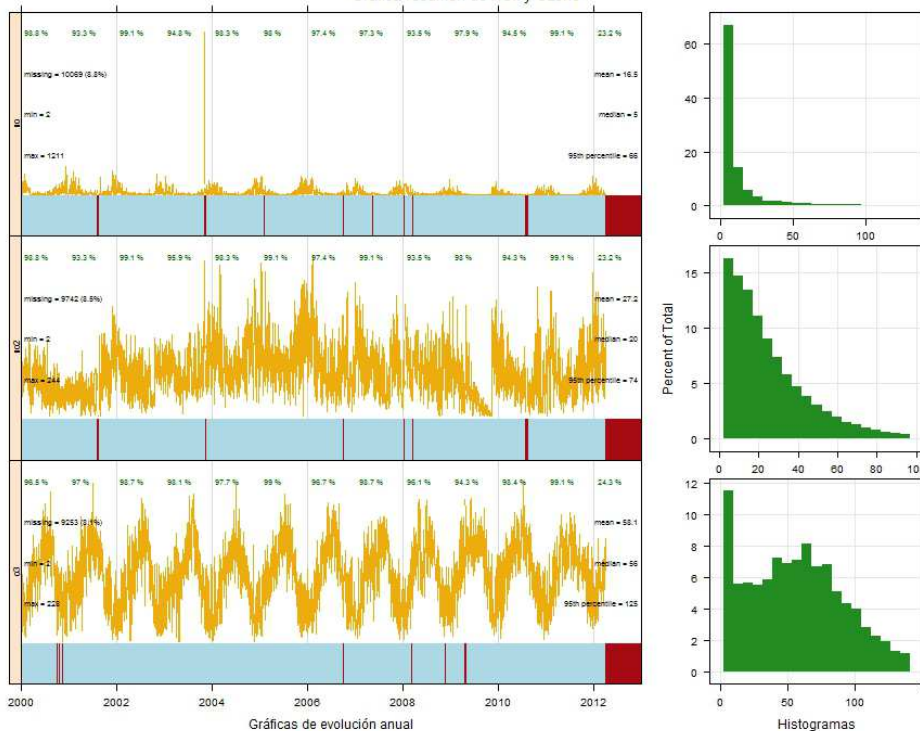 98.8 % 93.3 % 99.1 % 94.8 % 98.3 % 98 % 97.4 % 97.3 % 93.5 % 97.9 % 94.5 % 99.1 % 23.2 %
missing = 10069 (8.8%)
mean = 16.5
min = 2
median = 5
max = 1211
95th percentile = 66
no
98.8 % 93.3 % 99.1 % 95.9 % 98.3 % 99.1 % 97.4 % 99.1 % 93.5 % 98 % 94.3 % 99.1 % 23.2 %
missing = 9742 (8.5%)
mean = 27.2
min = 2
median = 20
max = 244
95th percentile = 74
no2
96.5 % 97 % 98.7 % 98.1 % 97.7 % 99 % 96.7 % 98.7 % 96.1 % 94.3 % 98.4 % 99.1 % 24.3 %
missing = 9253 (8.1%)
mean = 58.1
min = 2
median = 56
max = 228
95th percentile = 125
o3
2000 2002 2004 2006 2008 2010 2012
Gráficas de evolución anual
60
40
20
0
0 50 100
15
10
5
0
0 20 40 60 80
Percent of Total
12
10
8
6
4
2
0
0 50 100
Histogramas